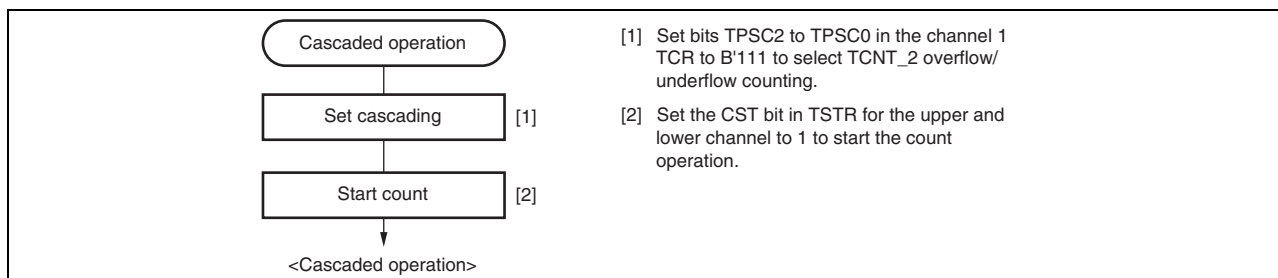 Cascaded operation
Set cascading
[1]
Start count
[2]
<Cascaded operation>
[1] Set bits TPSC2 to TPSC0 in the channel 1
TCR to B'111 to select TCNT_2 overflow/
underflow counting.
[2] Set the CST bit in TSTR for the upper and
lower channel to 1 to start the count
operation.